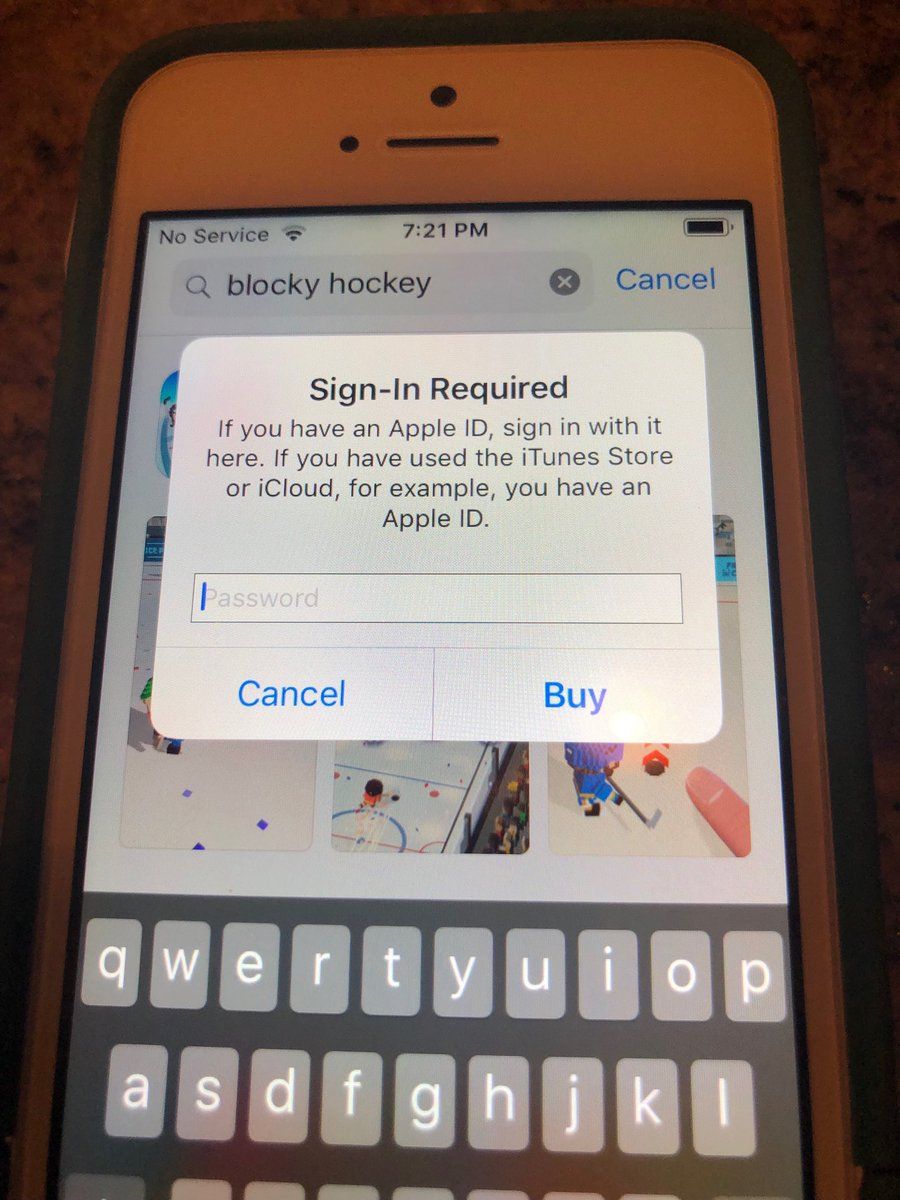 No Service 7:21 PM
blocky hockey Cancel
Sign-In Required
If you have an Apple ID, sign in with it
here. If you have used the iTunes Store
or iCloud, for example, you have an
Apple ID.
Password
Cancel Buy
q w e r t y u i o p
a s d f g h j k l